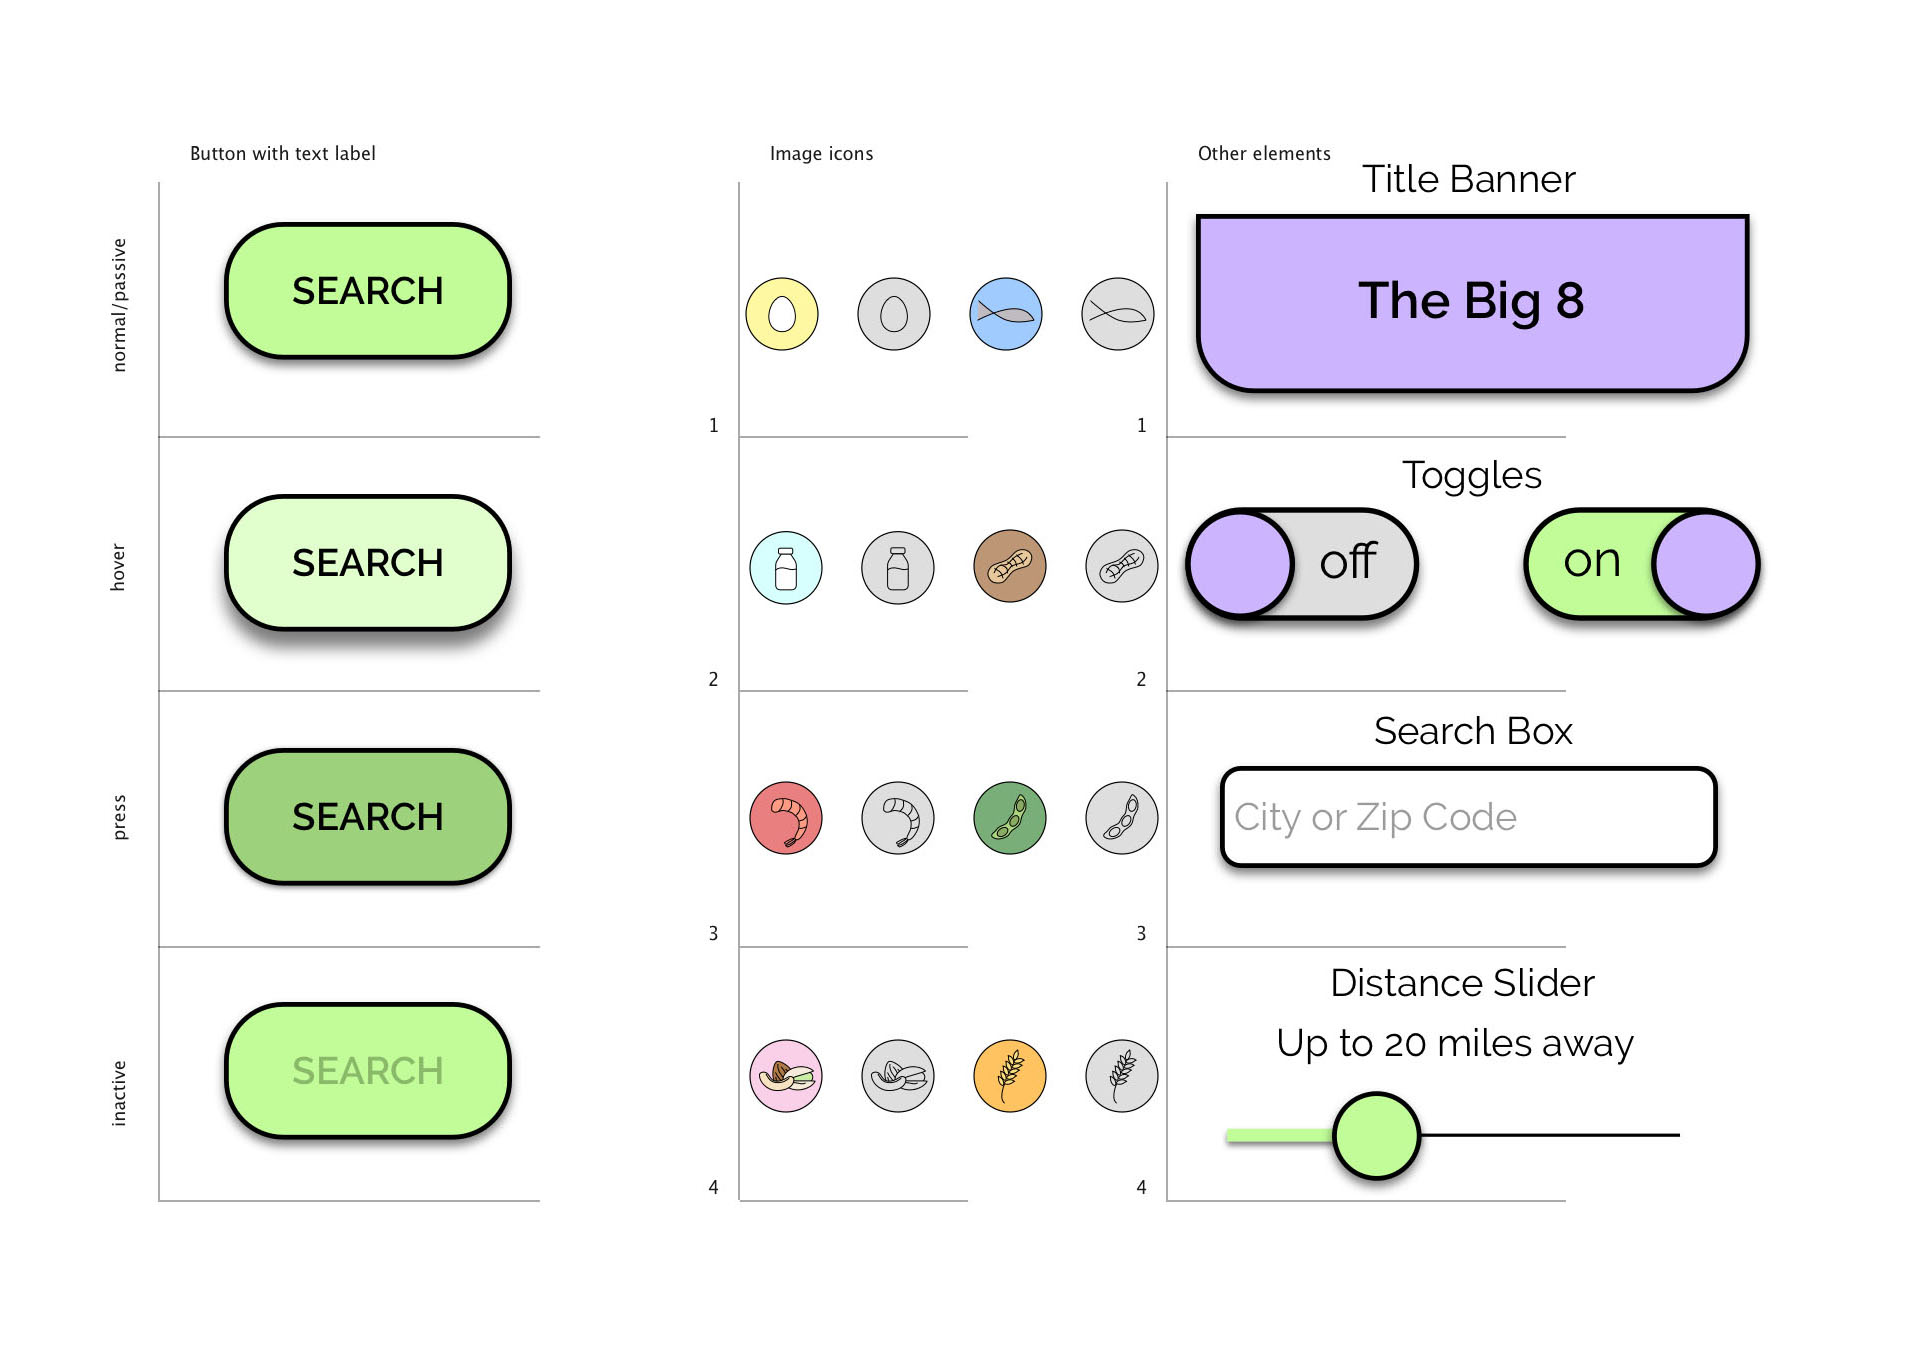 Button with text label
Image icons
Other elements
normal/passive
SEARCH
1
Title Banner
The Big 8
1
hover
SEARCH
2
Toggles
off
on
2
press
SEARCH
3
Search Box
City or Zip Code
3
inactive
SEARCH
4
Distance Slider
Up to 20 miles away
4